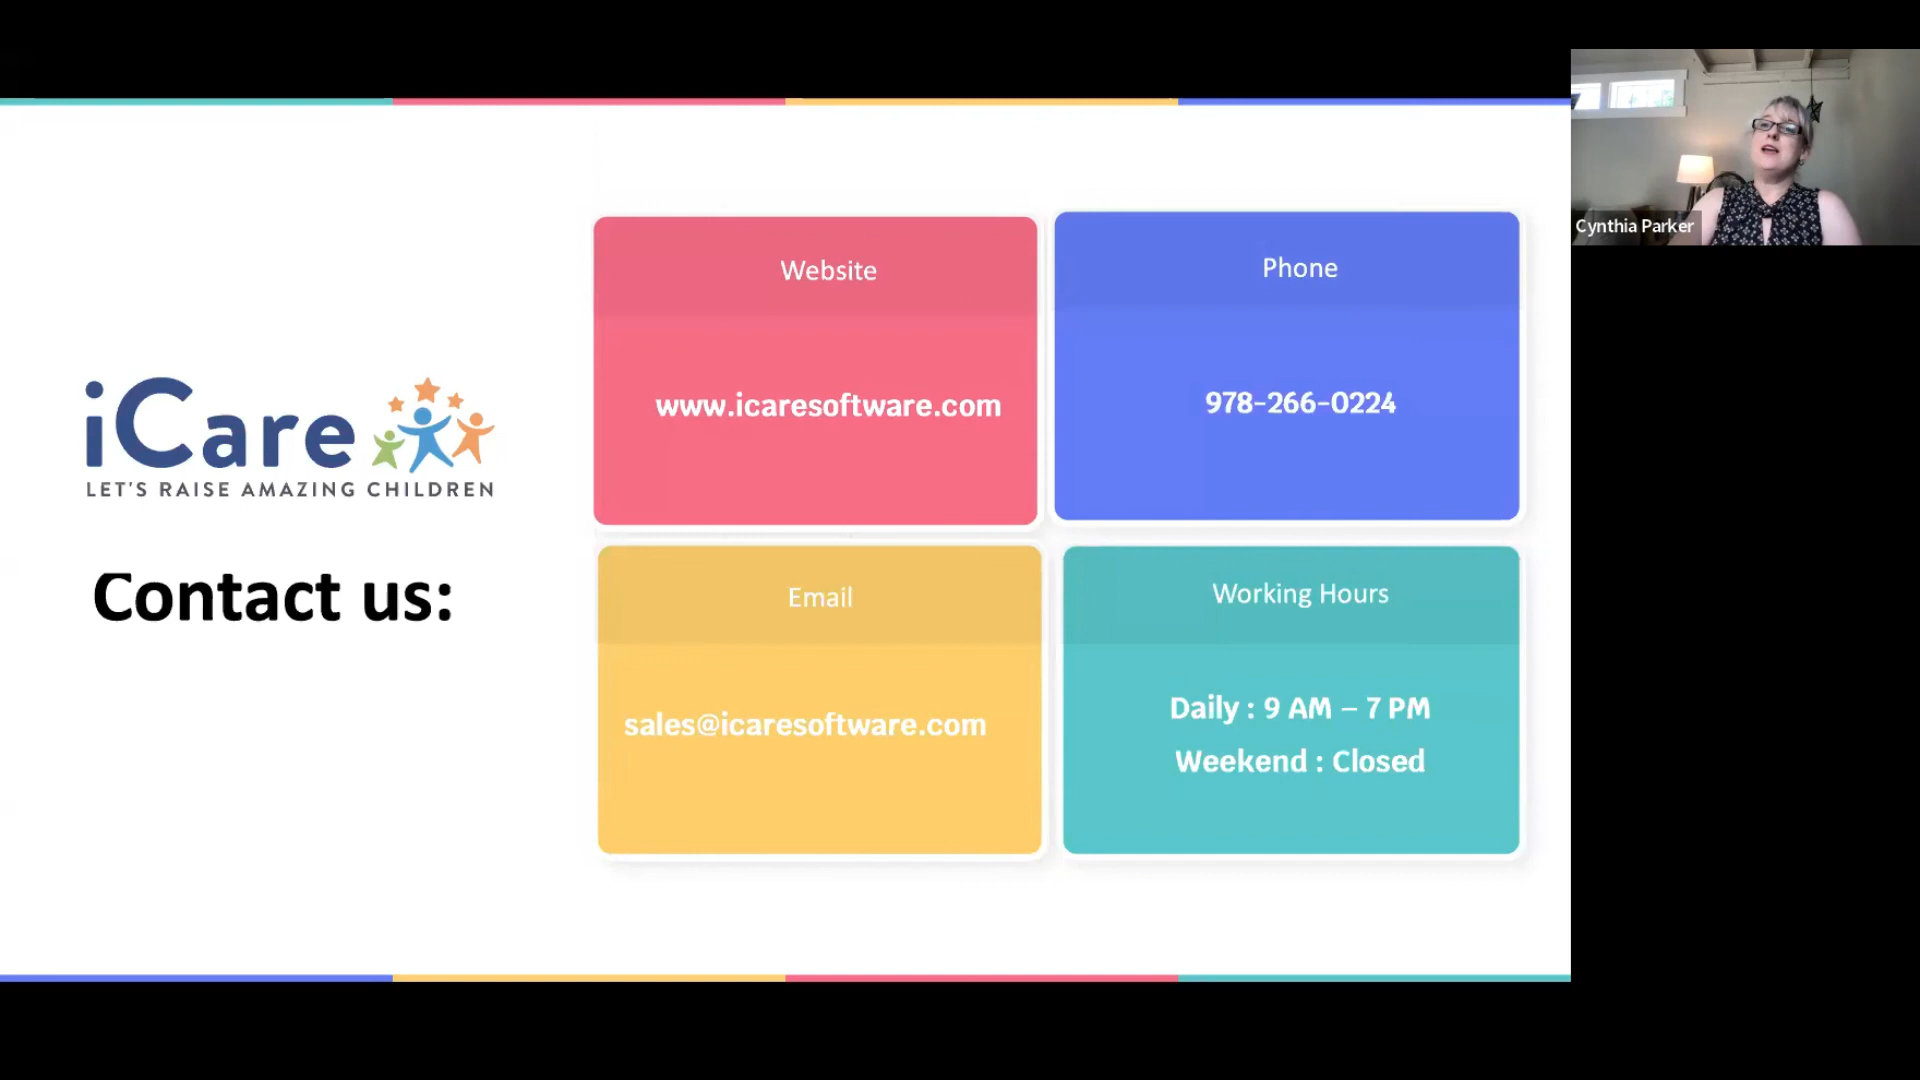 iCare
LET'S RAISE AMAZING CHILDREN
Contact us:
Website
www.icaresoftware.com
Phone
978-266-0224
Email
sales@icaresoftware.com
Working Hours
Daily : 9 AM – 7 PM
Weekend : Closed
Cynthia Parker